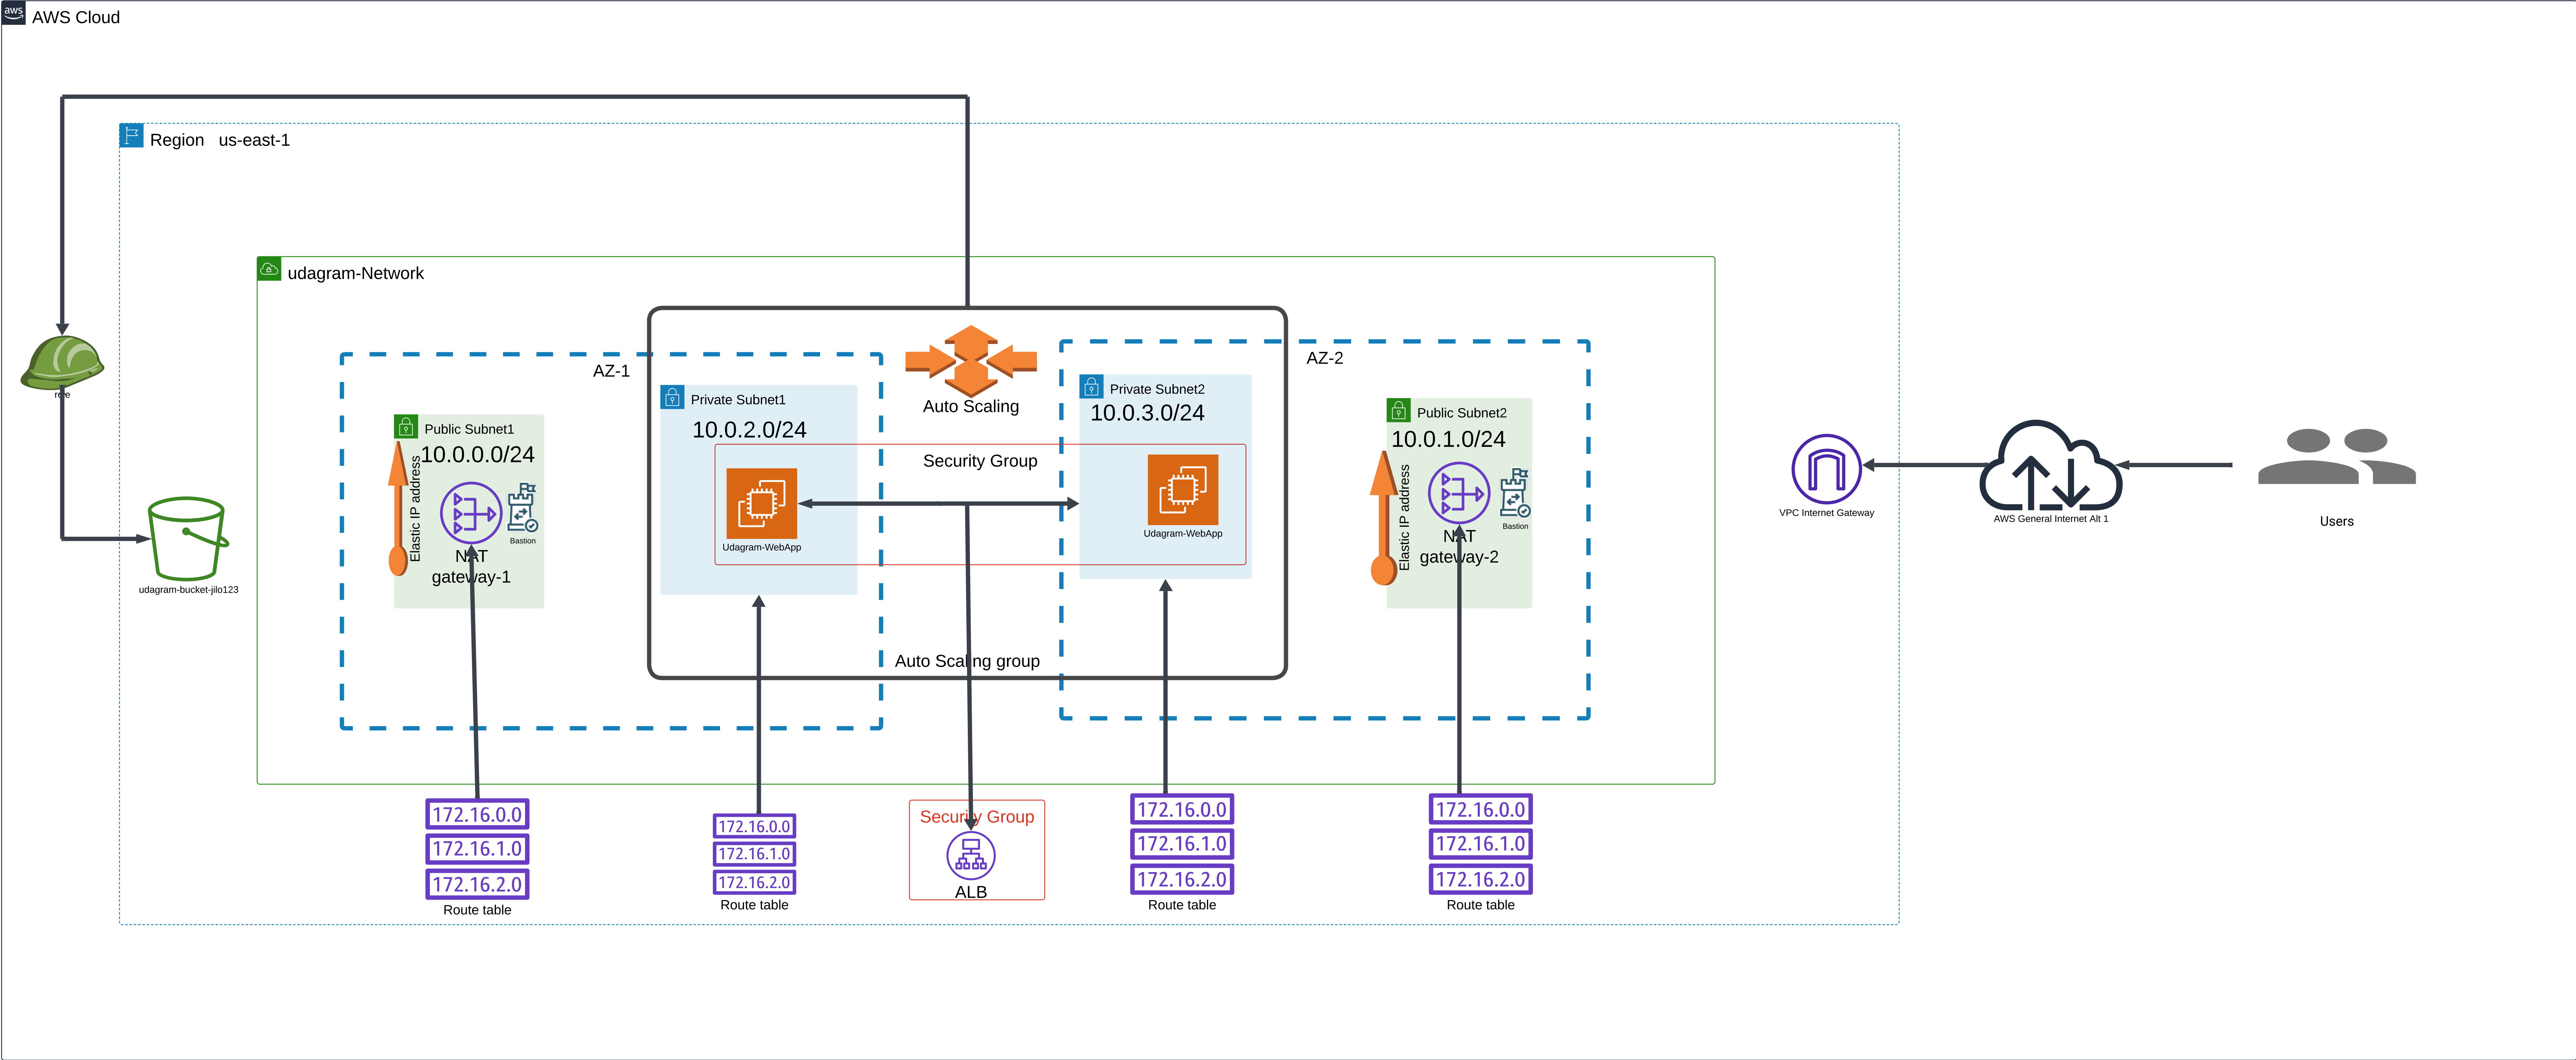 aws
AWS Cloud
Region us-east-1
udagram-Network
AZ-1
AZ-2
Auto Scaling
Private Subnet1
10.0.2.0/24
Private Subnet2
10.0.3.0/24
Public Subnet1
10.0.0.0/24
Elastic IP address
Bastion
NAT
gateway-1
Public Subnet2
10.0.1.0/24
Elastic IP address
Bastion
NAT
gateway-2
Security Group
Udagram-WebApp
Udagram-WebApp
Auto Scaling group
udagram-bucket-jilo123
VPC Internet Gateway
AWS General Internet Alt 1
Users
172.16.0.0
172.16.1.0
172.16.2.0
Route table
172.16.0.0
172.16.1.0
172.16.2.0
Route table
Security Group
ALB
172.16.0.0
172.16.1.0
172.16.2.0
Route table
172.16.0.0
172.16.1.0
172.16.2.0
Route table